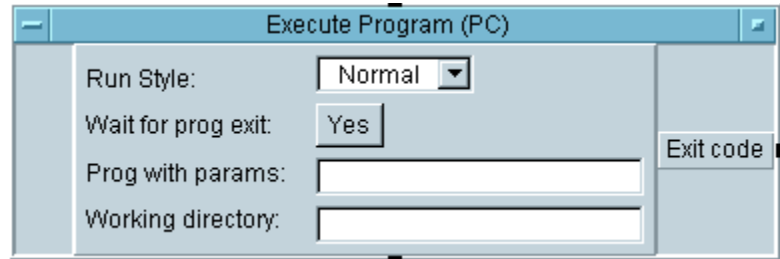 Execute Program (PC)
Run Style: Normal
Wait for prog exit: Yes
Prog with params:
Exit code
Working directory: